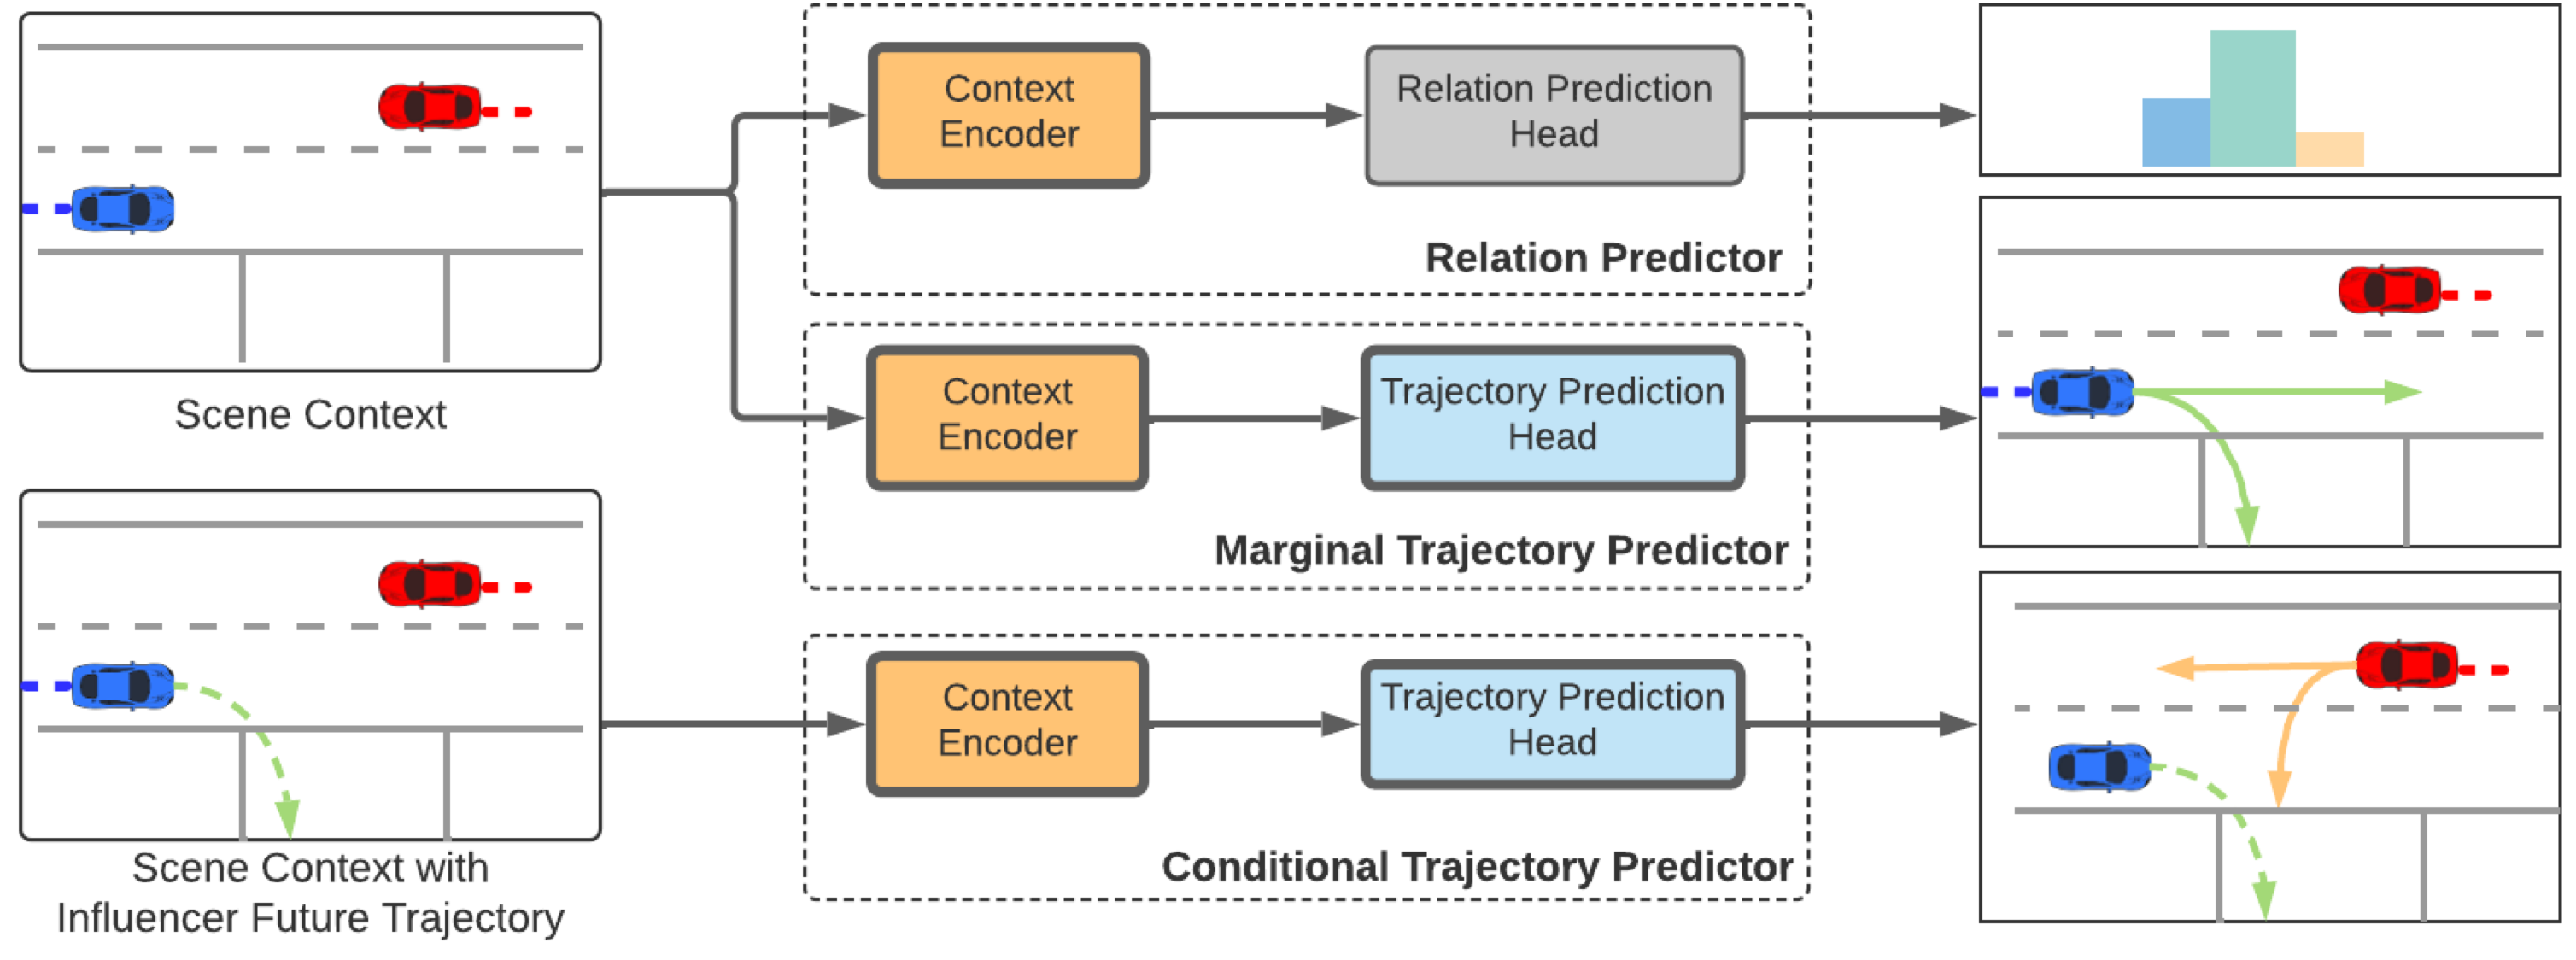 Context
Encoder
Relation Prediction
Head
Relation Predictor
Scene Context
Context
Encoder
Trajectory Prediction
Head
Marginal Trajectory Predictor
Context
Encoder
Trajectory Prediction
Head
Conditional Trajectory Predictor
Scene Context with
Influencer Future Trajectory